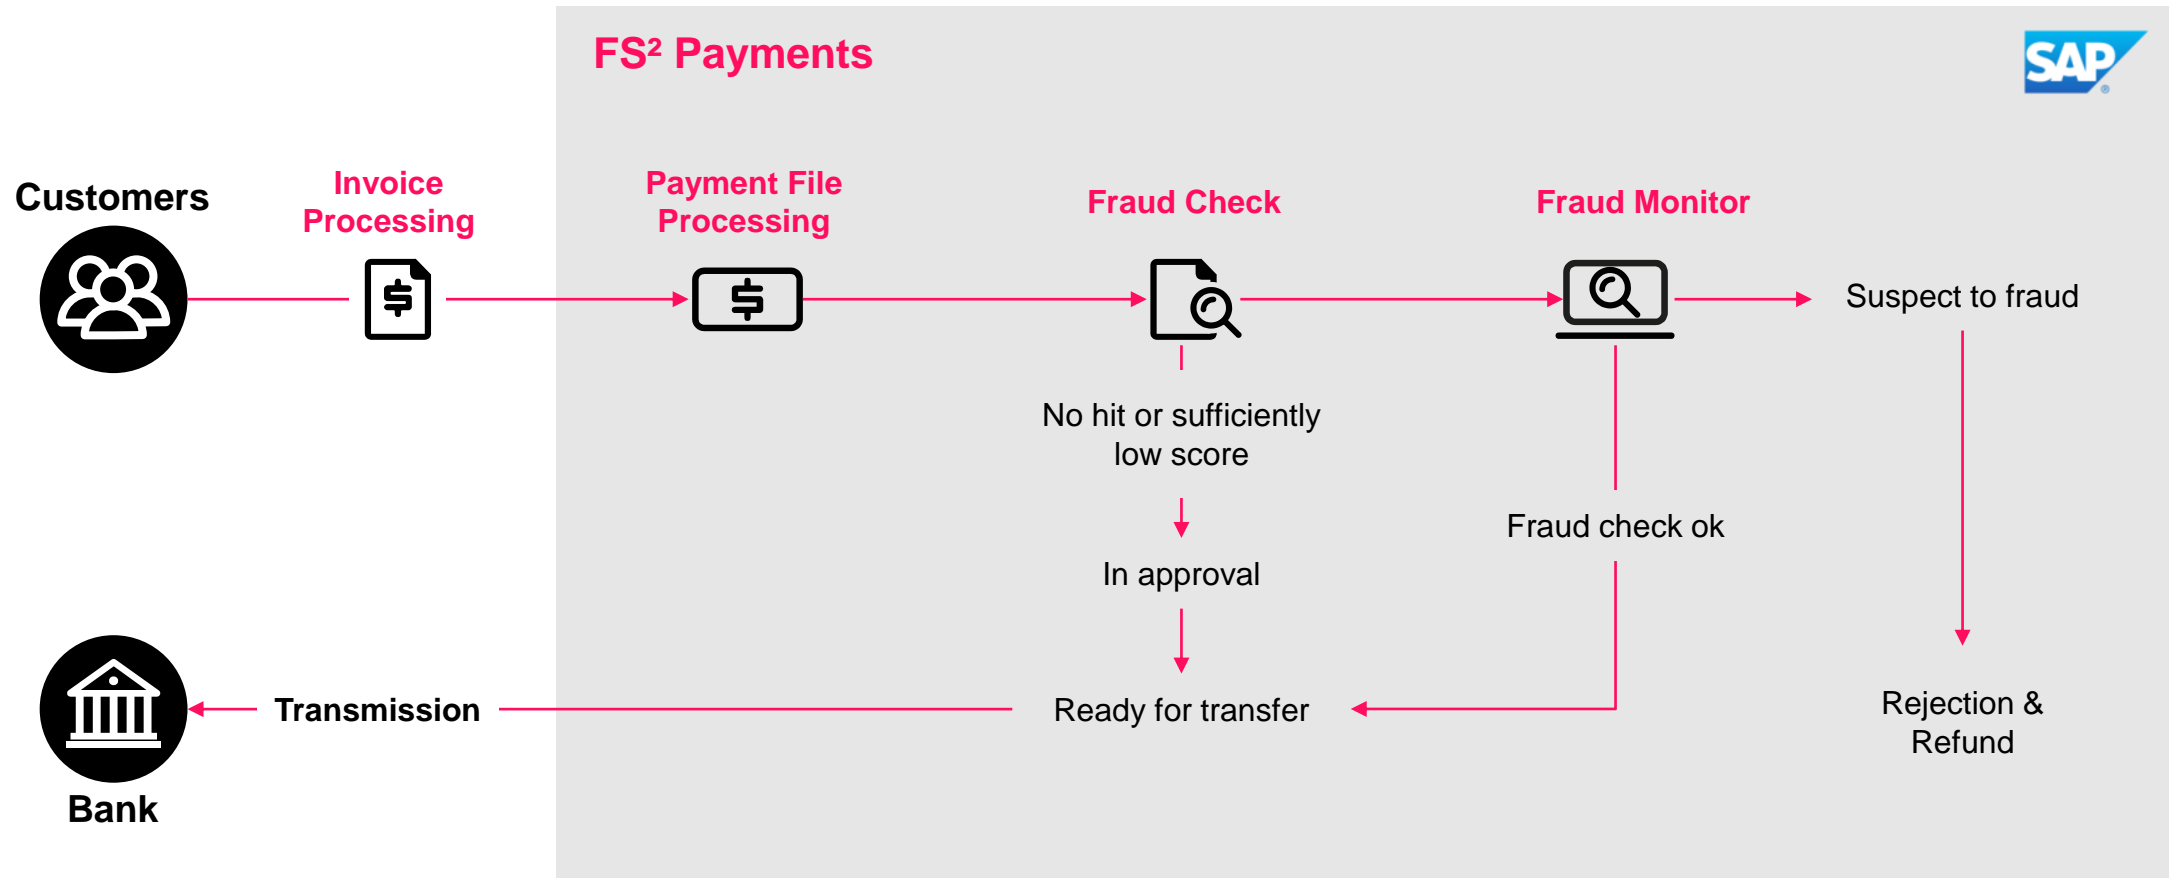 FS² Payments
SAP
®
Customers
Invoice
Processing
Payment File
Processing
Fraud Check
Fraud Monitor
$
$
Suspect to fraud
No hit or sufficiently
low score
Fraud check ok
In approval
Transmission
Ready for transfer
Rejection &
Refund
Bank